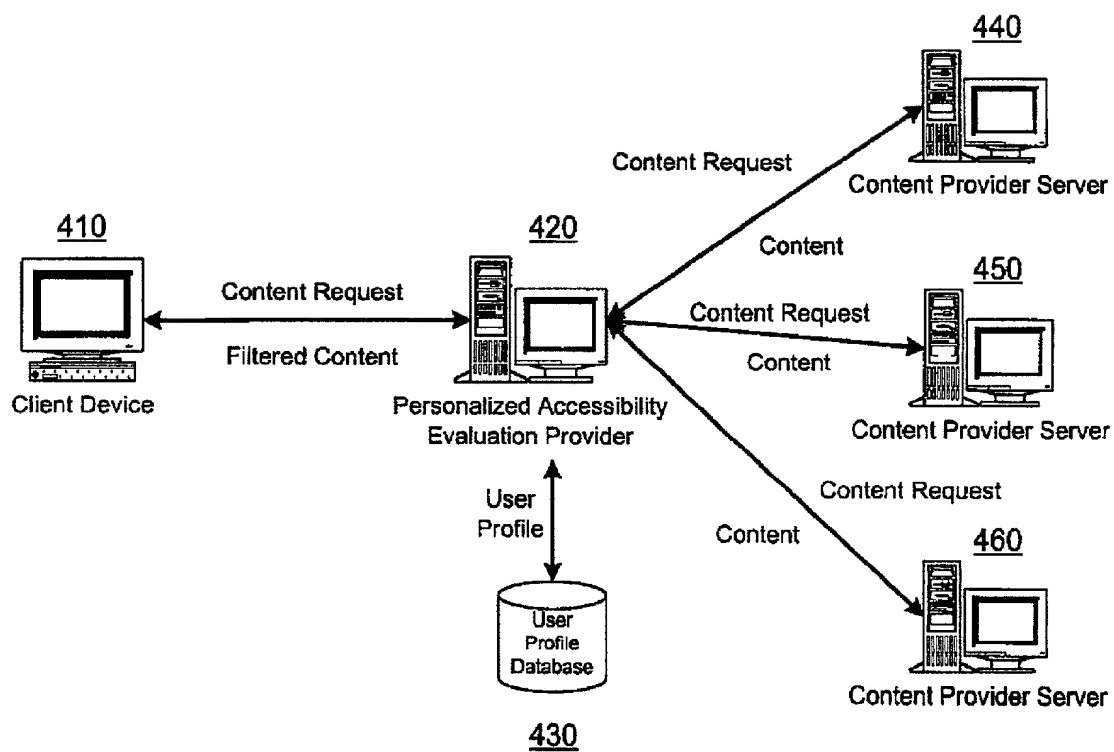 440
Content Request
Content Provider Server
410
420
Content
450
Content Request
Content Request
Filtered Content
Content
Client Device
Personalized Accessibility
Evaluation Provider
Content Provider Server
User
Profile
Content Request
Content
460
User
Profile
Database
Content Provider Server
430